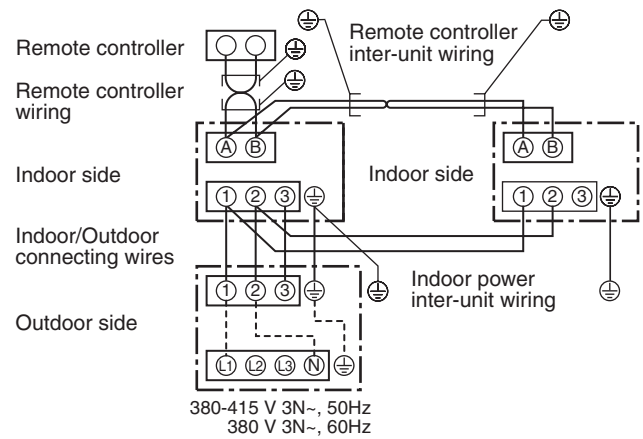 Remote controller
Remote controller
inter-unit wiring
Remote controller
wiring
A B
A B
Indoor side
Indoor side
1 2 3
1 2 3
Indoor/Outdoor
connecting wires
Indoor power
inter-unit wiring
1 2 3
Outdoor side
L1 L2 L3 N
380-415 V 3N~, 50Hz
380 V 3N~, 60Hz